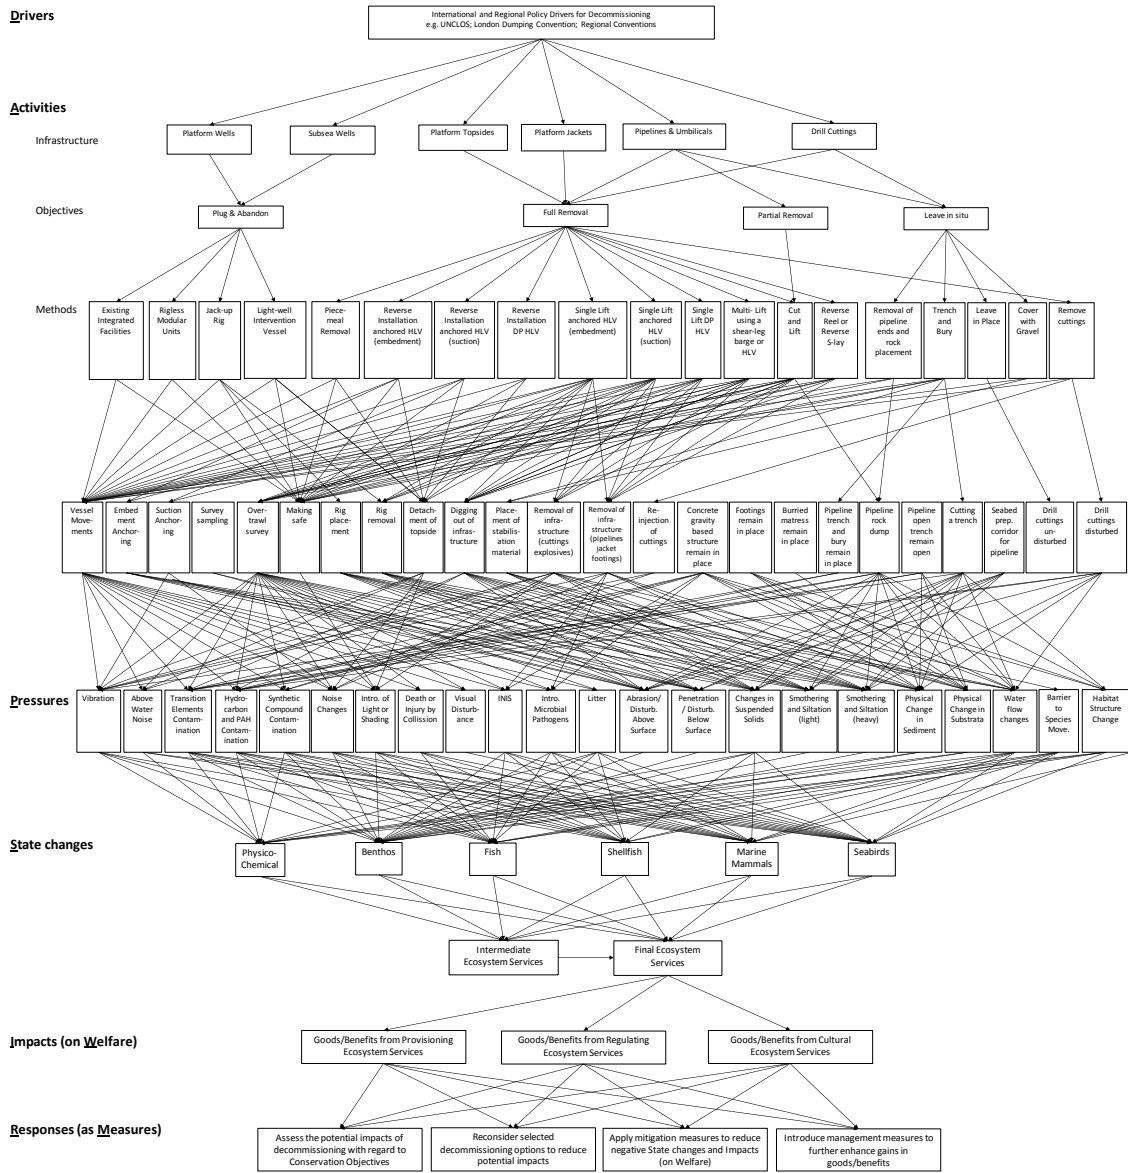 Drivers
International and Regional Policy Drivers for Decommissioning
e.g. UNCLOS; London Dumping Convention; Regional Conventions
Activities
Infrastructure
Platform Wells
Subsea Wells
Platform Topsides
Platform Jackets
Pipelines & Umbilicals
Drill Cuttings
Objectives
Plug & Abandon
Full Removal
Partial Removal
Leave in situ
Methods
Existing
Integrated
Facilities
Rigless
Modular
Units
Jack-up
Rig
Light-well
Intervention
Vessel
Piece-
meal
Removal
Reverse
Installation
anchored HLV
(embedment)
Reverse
Installation
anchored HLV
(suction)
Reverse
Installation
DP HLV
Single Lift
anchored HLV
(embedment)
Single Lift
anchored
HLV
(suction)
Single
Lift DP
HLV
Multi- Lift
using a
shear-leg
barge or
HLV
Cut
and
Lift
Reverse
Reel or
Reverse
S-lay
Removal of
pipeline
ends and
rock
placement
Trench
and
Bury
Leave
in Place
Cover
with
Gravel
Remove
cuttings
Vessel
Move-
ments
Embed
ment
Anchor-
ing
Suction
Anchor-
ing
Survey
sampling
Over-
trawl
survey
Making
safe
Rig
place-
ment
Rig
removal
Detach-
ment of
topside
Digging
out of
infrast-
ructure
Place-
ment of
stabilis-
ation
material
Removal of
infra-
structure
(cuttings
explosives)
Removal of
infra-
structure
(pipelines
jacket
footings)
Re-
injection
of
cuttings
Concrete
gravity
based
structure
remain in
place
Footings
remain
in place
Burried
matress
remain
in place
Pipeline
trench
and
bury
remain
in place
Pipeline
rock
dump
Pipeline
open
trench
remain
open
Cutting
a trench
Seabed
prep.
corridor
for
pipeline
Drill
cuttings
un-
disturbed
Drill
cuttings
disturbed
Pressures
Vibration
Above
Water
Noise
Transition
Elements
Contam-
ination
Hydro-
carbon
and PAH
Contam-
ination
Synthetic
Compound
Contam-
ination
Noise
Changes
Intro. of
Light or
Shading
Death or
Injury by
Collission
Visual
Disturb-
ance
INIS
Intro.
Microbial
Pathogens
Litter
Abrasion/
Disturb.
Above
Surface
Penetration
/ Disturb.
Below
Surface
Changes in
Suspended
Solids
Smothering
and Siltation
(light)
Smothering
and Siltation
(heavy)
Physical
Change
in
Sediment
Physical
Change in
Substrata
Water
flow
changes
Barrier
to
Species
Move.
Habitat
Structure
Change
State changes
Physico-
Chemical
Benthos
Fish
Shellfish
Marine
Mammals
Seabirds
Intermediate
Ecosystem Services
Final Ecosystem
Services
Impacts (on Welfare)
Goods/Benefits from Provisioning
Ecosystem Services
Goods/Benefits from Regulating
Ecosystem Services
Goods/Benefits from Cultural
Ecosystem Services
Responses (as Measures)
Assess the potential impacts of
decommissioning with regard to
Conservation Objectives
Reconsider selected
decommissioning options to reduce
potential impacts
Apply mitigation measures to reduce
negative State changes and Impacts
(on Welfare)
Introduce management measures to
further enhance gains in
goods/benefits